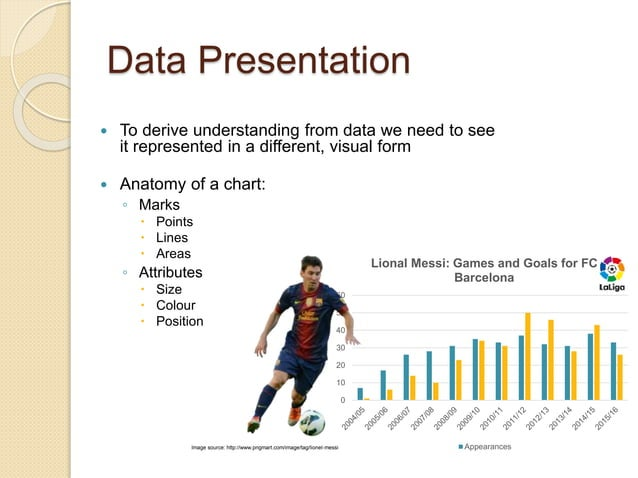 Data Presentation
To derive understanding from data we need to see
it represented in a different, visual form
Anatomy of a chart:
Marks
Points
Lines
Areas
Attributes
Size
Colour
Position
Lional Messi: Games and Goals for FC
Barcelona
LaLiga
40
30
20
10
0
2004/05
2005/06
2006/07
2007/08
2008/09
2009/10
2010/11
2011/12
2012/13
2013/14
2014/15
2015/16
Appearances
Image source: http://www.pngmart.com/image/tag/lionel-messi